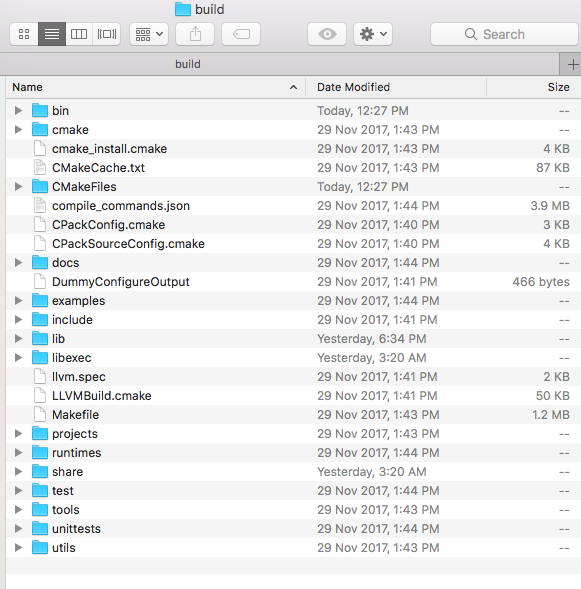 build
Search
build
Name Date Modified Size
bin Today, 12:27 PM --
cmake 29 Nov 2017, 1:43 PM --
cmake_install.cmake 29 Nov 2017, 1:43 PM 4 KB
CMakeCache.txt 29 Nov 2017, 1:43 PM 87 KB
CMakeFiles Today, 12:27 PM --
compile_commands.json 29 Nov 2017, 1:44 PM 3.9 MB
CPackConfig.cmake 29 Nov 2017, 1:40 PM 3 KB
CPackSourceConfig.cmake 29 Nov 2017, 1:40 PM 4 KB
docs 29 Nov 2017, 1:44 PM --
DummyConfigureOutput 29 Nov 2017, 1:41 PM 466 bytes
examples 29 Nov 2017, 1:44 PM --
include 29 Nov 2017, 1:41 PM --
lib Yesterday, 6:34 PM --
libexec Yesterday, 3:20 AM --
llvm.spec 29 Nov 2017, 1:41 PM 2 KB
LLVMBuild.cmake 29 Nov 2017, 1:41 PM 50 KB
Makefile 29 Nov 2017, 1:43 PM 1.2 MB
projects 29 Nov 2017, 1:43 PM --
runtimes 29 Nov 2017, 1:44 PM --
share Yesterday, 3:20 AM --
test 29 Nov 2017, 1:44 PM --
tools 29 Nov 2017, 1:43 PM --
unittests 29 Nov 2017, 1:44 PM --
utils 29 Nov 2017, 1:43 PM --